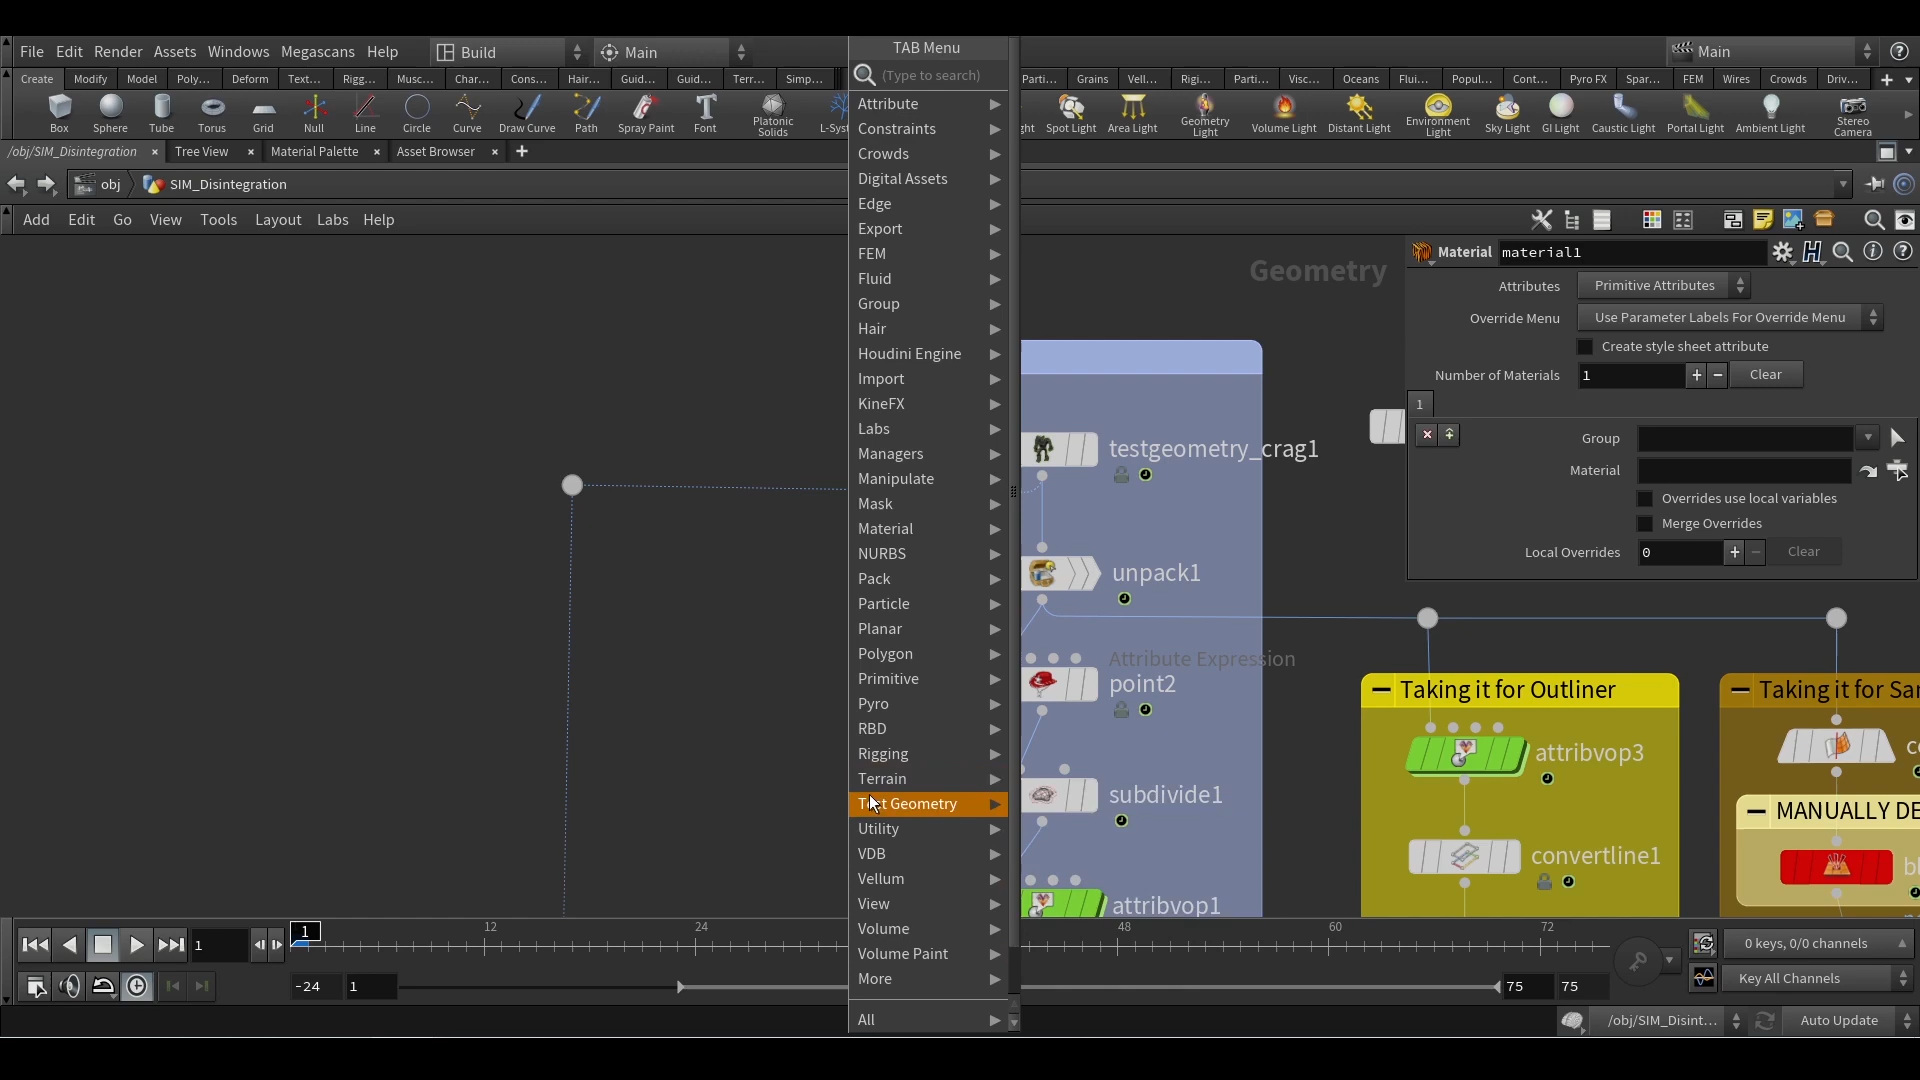 TAB Menu
File Edit Render Assets Windows Megascans Help Build Main Main
(Type to search)
Create Modify Model Poly... Deform Text... Rigg... Musc... Char... Cons... Hair... Guid... Guid... Terr... Simp... Parti... Grains Vell... Rigi... Parti... Visc... Oceans Flui... Popul... Cont... Pyro FX Spar... FEM Wires Crowds Driv...
Box Sphere Tube Torus Grid Null Line Circle Curve Draw Curve Path Spray Paint Font Platonic Solids L-Syst ght Spot Light Area Light Geometry Light Volume Light Distant Light Environment Light Sky Light GI Light Caustic Light Portal Light Ambient Light Stereo Camera
/obj/SIM_Disintegration Tree View Material Palette Asset Browser
obj SIM_Disintegration
Add Edit Go View Tools Layout Labs Help
Attribute
Constraints
Crowds
Digital Assets
Edge
Export
FEM
Fluid
Group
Hair
Houdini Engine
Import
KineFX
Labs
Managers
Manipulate
Mask
Material
NURBS
Pack
Particle
Planar
Polygon
Primitive
Pyro
RBD
Rigging
Terrain
Test Geometry
Utility
VDB
Vellum
View
Volume
Volume Paint
More
All
Geometry
testgeometry_crag1
unpack1
Attribute Expression
point2
subdivide1
attribvop1
Taking it for Outliner
attribvop3
convertline1
Taking it for Sa
MANUALLY DE
Material material1
Attributes Primitive Attributes
Override Menu Use Parameter Labels For Override Menu
Create style sheet attribute
Number of Materials 1 Clear
1
Group
Material
Overrides use local variables
Merge Overrides
Local Overrides 0 Clear
1 1 12 24 48 60 72
0 keys, 0/0 channels
-24 1 75 75 Key All Channels
/obj/SIM_Disint... Auto Update